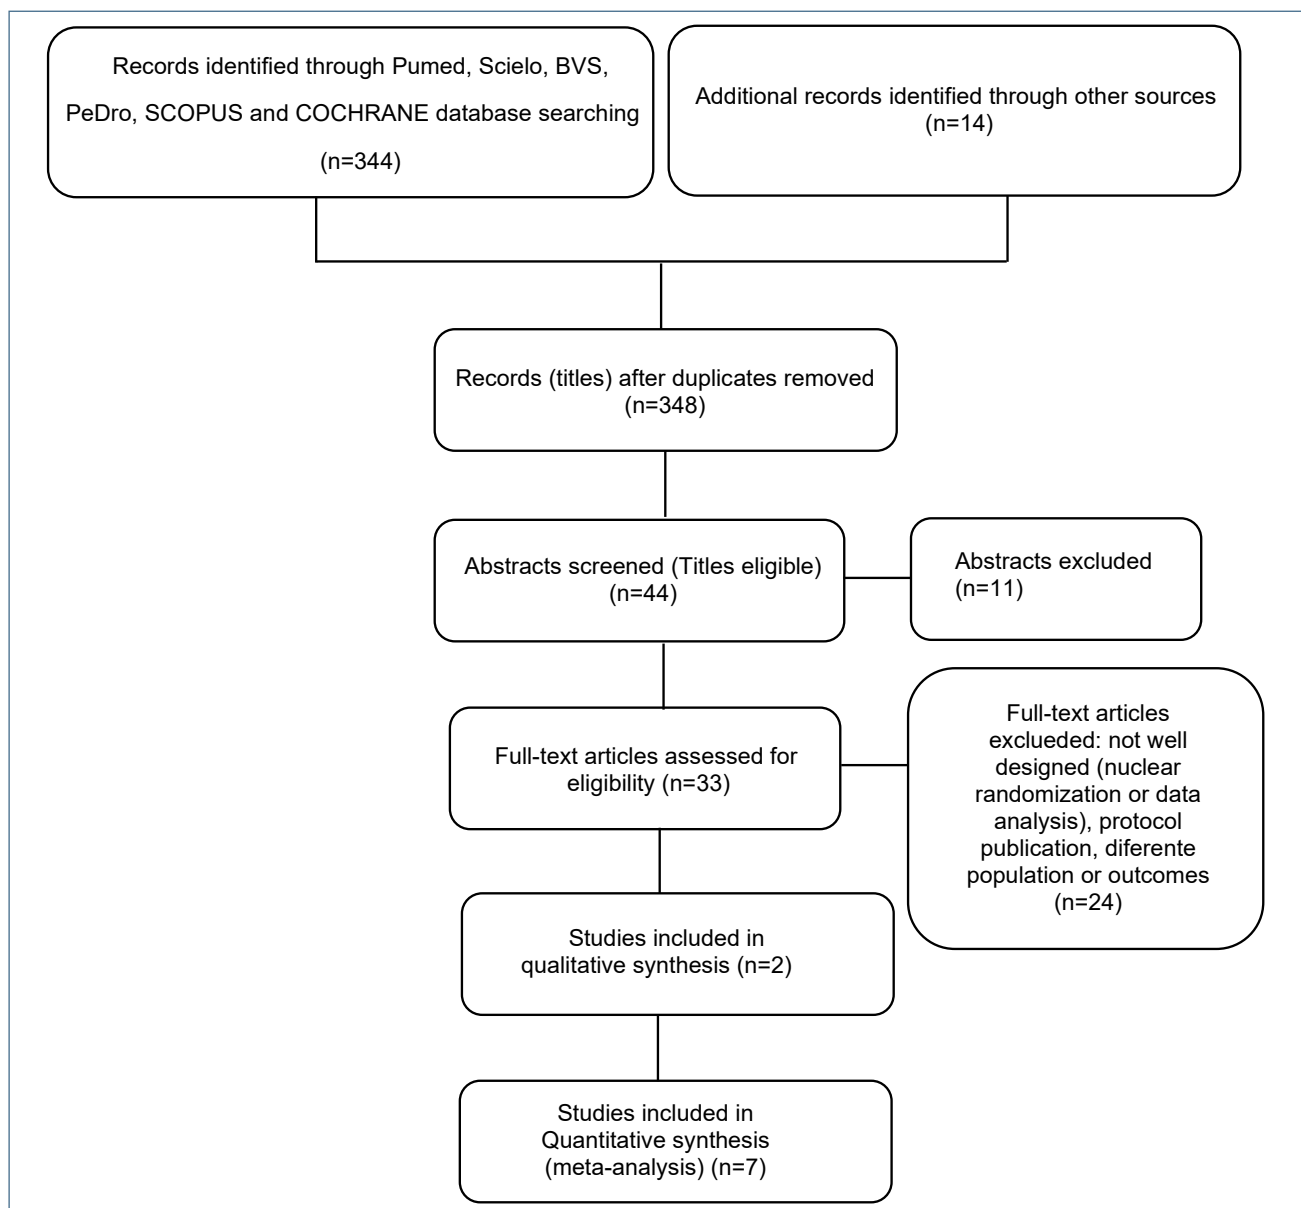 Records identified through Pumed, Scielo, BVS,
PeDro, SCOPUS and COCHRANE database searching
(n=344)
Additional records identified through other sources
(n=14)
Records (titles) after duplicates removed
(n=348)
Abstracts screened (Titles eligible)
(n=44)
Abstracts excluded
(n=11)
Full-text articles assessed for
eligibility (n=33)
Full-text articles
exclueded: not well
designed (nuclear
randomization or data
analysis), protocol
publication, diferente
population or outcomes
(n=24)
Studies included in
qualitative synthesis (n=2)
Studies included in
Quantitative synthesis
(meta-analysis) (n=7)